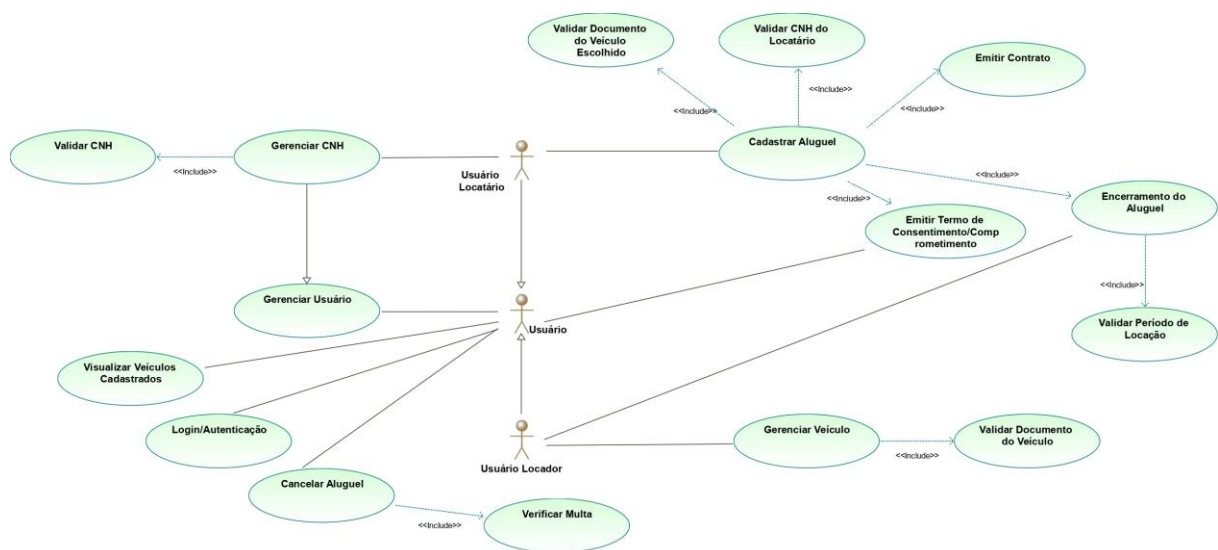 Validar Documento
do Veículo
Escolhido
Validar CNH do
Locatário
Emitir Contrato
<<Include>>
<<Include>>
<<Include>>
Validar CNH
<<Include>>
Gerenciar CNH
Usuário
Locatário
Cadastrar Aluguel
<<Include>>
<<Include>>
Encerramento do
Aluguel
Emitir Termo de
Consentimento/Comp
rometimento
<<Include>>
Gerenciar Usuário
Usuário
Validar Período de
Locação
Visualizar Veículos
Cadastrados
Login/Autenticação
Usuário Locador
Gerenciar Veículo
<<Include>>
Validar Documento
do Veículo
Cancelar Aluguel
<<Include>>
Verificar Multa